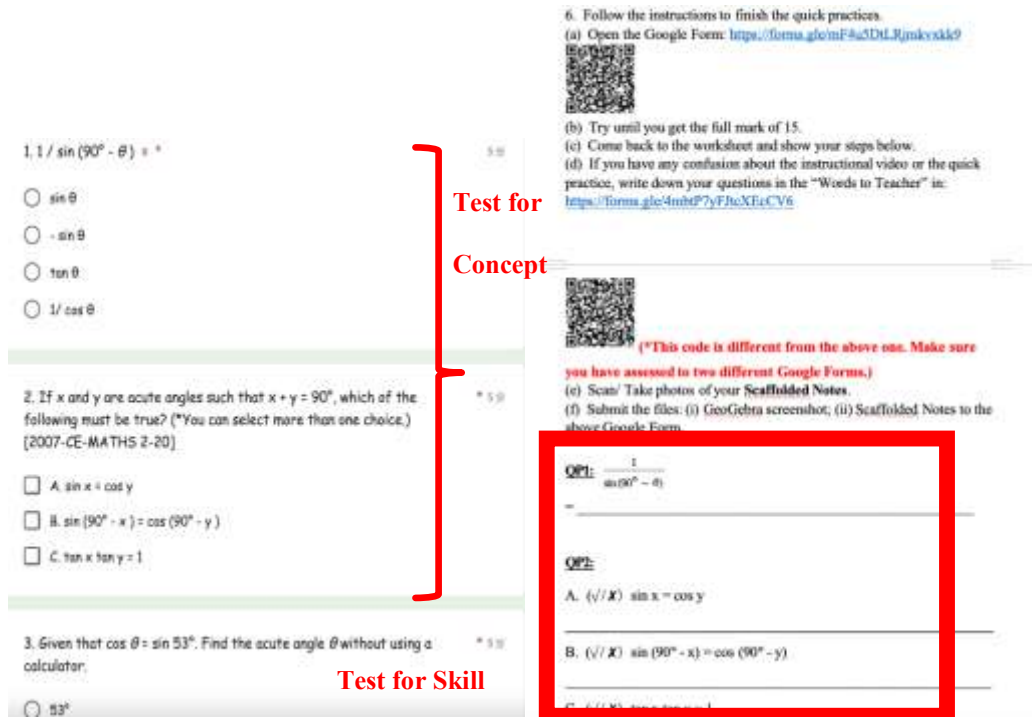 1. 1 / sin (90° - θ) = *
sin θ
- sin θ
tan θ
1/ cos θ
2. If x and y are acute angles such that x + y = 90°, which of the
following must be true? (*You can select more than one choice.)
[2007-CE-MATHS 2-20]
A. sin x = cos y
B. sin (90° - x ) = cos (90° - y )
C. tan x tan y = 1
3. Given that cos θ = sin 53°. Find the acute angle θ without using a
calculator.
53°
Test for
Concept
Test for Skill
6. Follow the instructions to finish the quick practices.
(a) Open the Google Form:
(b) Try until you get the full mark of 15.
(c) Come back to the worksheet and show your steps below.
(d) If you have any confusion about the instructional video or the quick
practice, write down your questions in the “Words to Teacher” in:
(*This code is different from the above one. Make sure
you have assessed to two different Google Forms.)
(e) Scan/ Take photos of your Scaffolded Notes.
(f) Submit the files: (i) GeoGebra screenshot; (ii) Scaffolded Notes to the
above Google Form.
QP1: 1 / sin(90° − θ)
=
QP2:
A. (√/ ✗) sin x = cos y
B. (√/ ✗) sin (90° - x) = cos (90° - y)
C. (√/ ✗) tan x tan y = 1